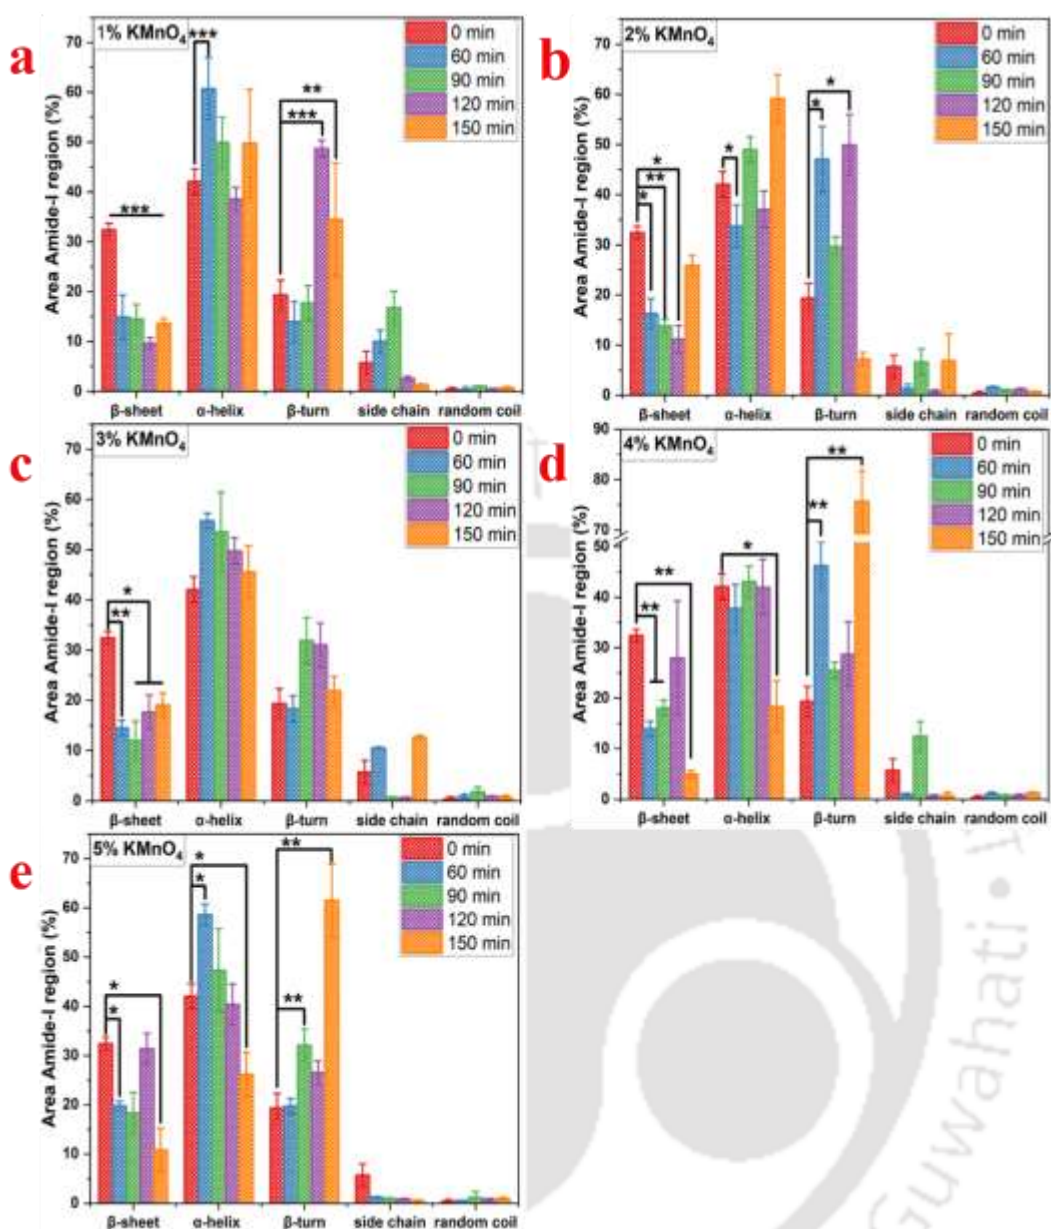 a
1% KMnO₄
Area Amide-I region (%)
70
60
50
40
30
20
10
0
0 min
60 min
90 min
120 min
150 min
***
***
***
**
β-sheet
α-helix
β-turn
side chain
random coil
b
2% KMnO₄
Area Amide-I region (%)
70
60
50
40
30
20
10
0
0 min
60 min
90 min
120 min
150 min
*
**
*
*
*
*
β-sheet
α-helix
β-turn
side chain
random coil
c
3% KMnO₄
Area Amide-I region (%)
70
60
50
40
30
20
10
0
0 min
60 min
90 min
120 min
150 min
*
**
β-sheet
α-helix
β-turn
side chain
random coil
d
4% KMnO₄
Area Amide-I region (%)
90
80
70
50
40
30
20
10
0
0 min
60 min
90 min
120 min
150 min
**
**
*
**
**
β-sheet
α-helix
β-turn
side chain
random coil
e
5% KMnO₄
Area Amide-I region (%)
70
60
50
40
30
20
10
0
0 min
60 min
90 min
120 min
150 min
*
*
*
*
**
**
β-sheet
α-helix
β-turn
side chain
random coil
Guwahati